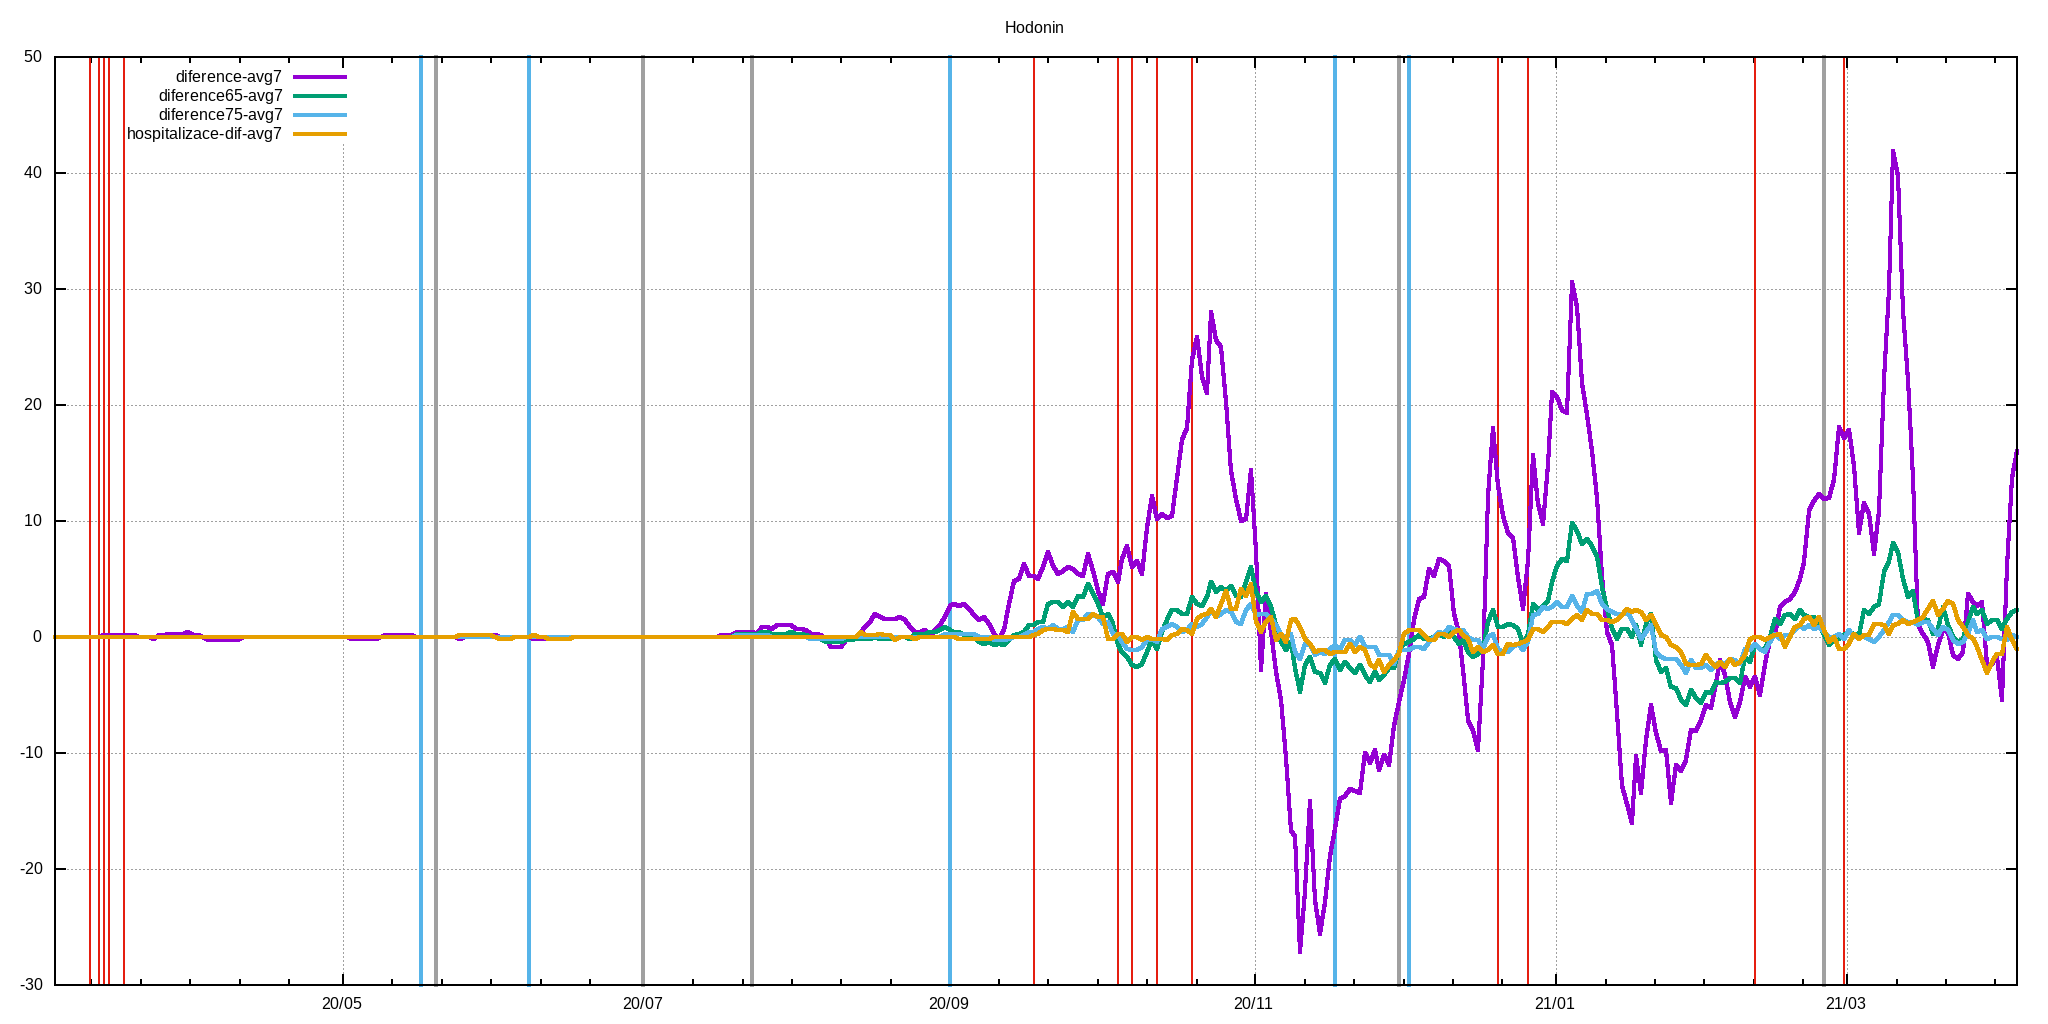 Hodonin
50
40
30
20
10
0
-10
-20
-30
diference-avg7
diference65-avg7
diference75-avg7
hospitalizace-dif-avg7
20/05 20/07 20/09 20/11 21/01 21/03